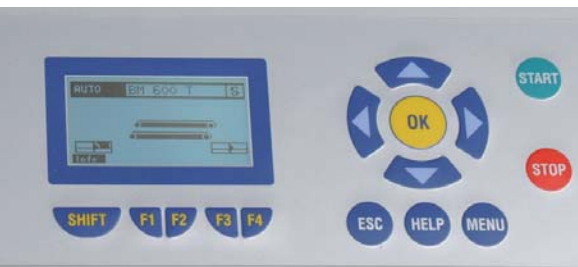 AUTO BM 600 T S
Info
SHIFT F1 F2 F3 F4
OK
ESC HELP MENU
START
STOP